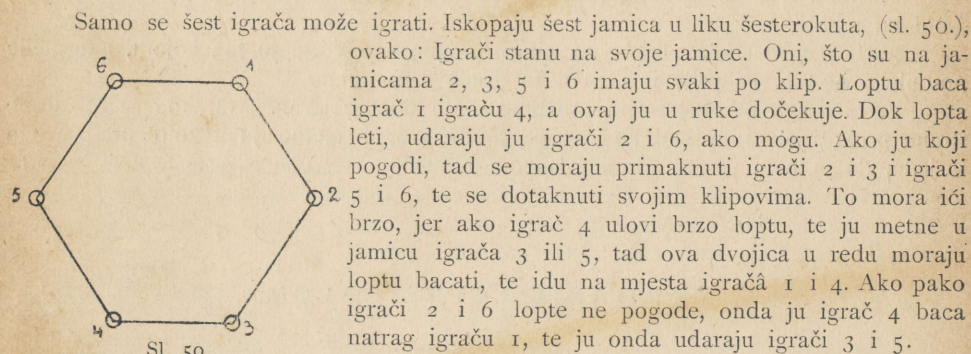 Samo se šest igrača može igrati. Iskopaju šest jamica u liku šesterokuta, (sl. 50.),
ovako: Igrači stanu na svoje jamice. Oni, što su na ja-
micama 2, 3, 5 i 6 imaju svaki po klip. Loptu baca
igrač 1 igraču 4, a ovaj ju u ruke dočekuje. Dok lopta
leti, udaraju ju igrači 2 i 6, ako mogu. Ako ju koji
pogodi, tad se moraju primaknuti igrači 2 i 3 i igrači
5 i 6, te se dotaknuti svojim klipovima. To mora ići
brzo, jer ako igrač 4 ulovi brzo loptu, te ju metne u
jamicu igrača 3 ili 5, tad ova dvojica u redu moraju
loptu bacati, te idu na mjesta igračâ 1 i 4. Ako pako
igrači 2 i 6 lopte ne pogode, onda ju igrač 4 baca
natrag igraču 1, te ju onda udaraju igrači 3 i 5.
6 1
5 2
4 3
Sl. 50